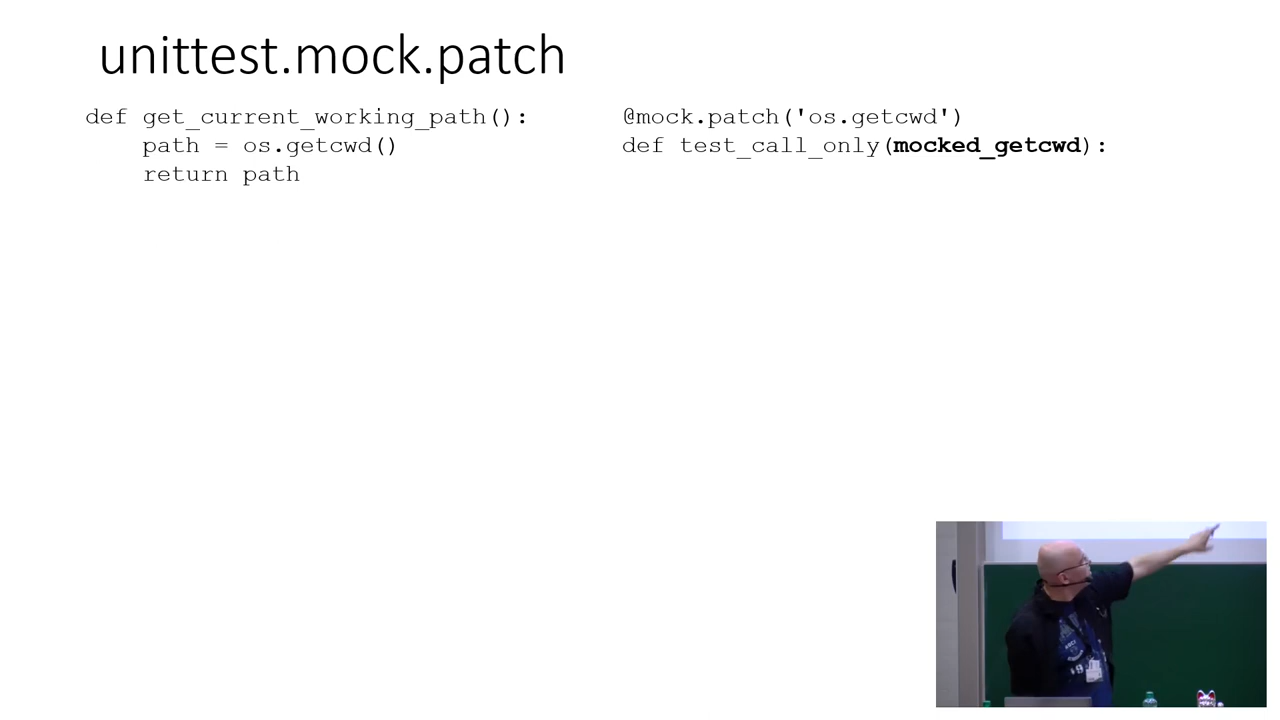 unittest.mock.patch
def get_current_working_path():
    path = os.getcwd()
    return path
@mock.patch('os.getcwd')
def test_call_only(mocked_getcwd):